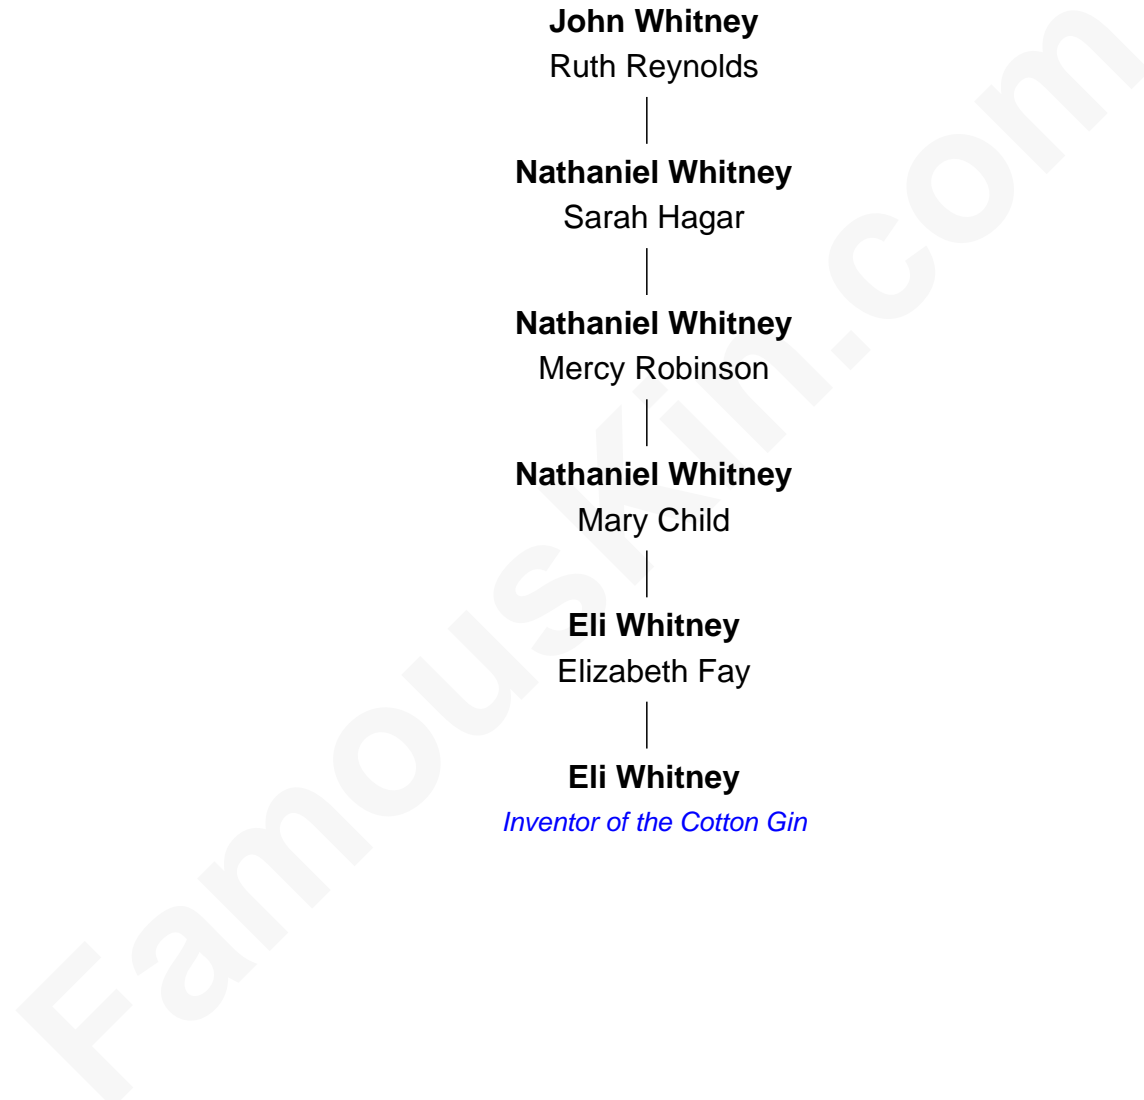 John Whitney
Ruth Reynolds
Nathaniel Whitney
Sarah Hagar
Nathaniel Whitney
Mercy Robinson
Nathaniel Whitney
Mary Child
Eli Whitney
Elizabeth Fay
Eli Whitney
Inventor of the Cotton Gin
FamousKin.com